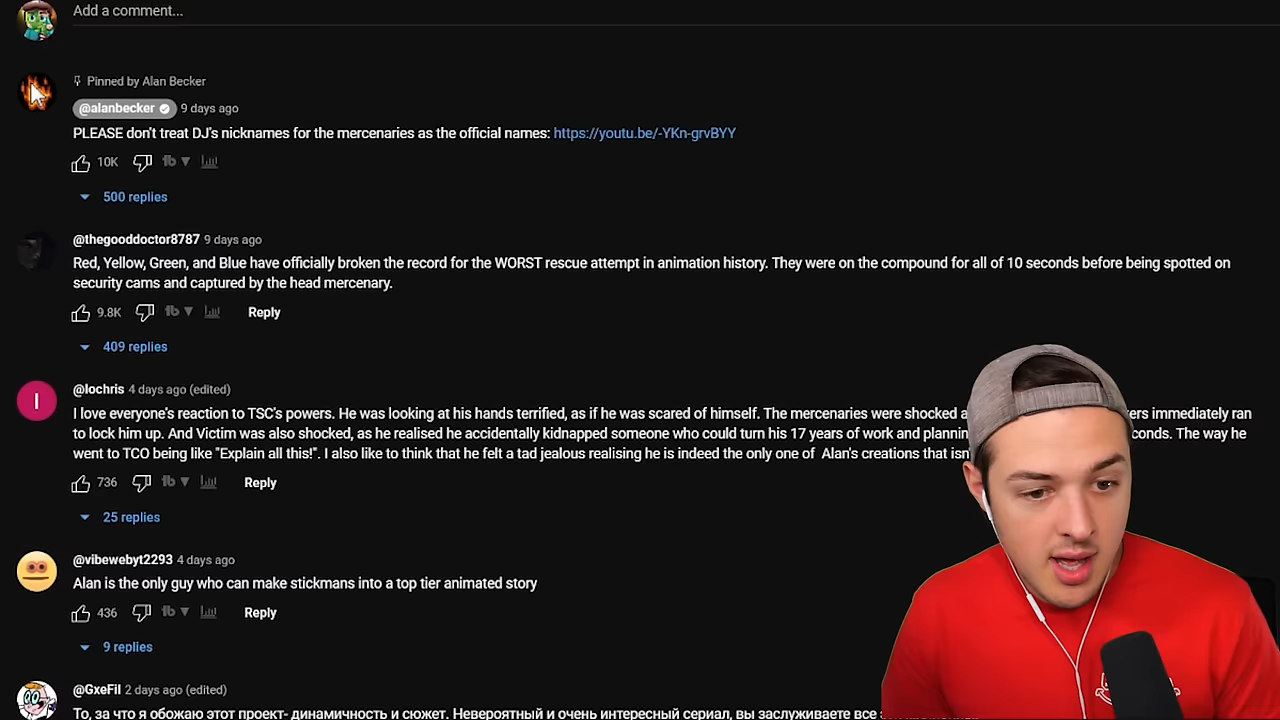 Add a comment...
Pinned by Alan Becker
@alanbecker 9 days ago
PLEASE don't treat DJ's nicknames for the mercenaries as the official names: https://youtu.be/-YKn-grvBYY
10K
500 replies
@thegooddoctor8787 9 days ago
Red, Yellow, Green, and Blue have officially broken the record for the WORST rescue attempt in animation history. They were on the compound for all of 10 seconds before being spotted on
security cams and captured by the head mercenary.
9.8K Reply
409 replies
@lochris 4 days ago (edited)
I love everyone's reaction to TSC's powers. He was looking at his hands terrified, as if he was scared of himself. The mercenaries were shocked immediately ran
to lock him up. And Victim was also shocked, as he realised he accidentally kidnapped someone who could turn his 17 years of work and The way he
went to TCO being like "Explain all this!". I also like to think that he felt a tad jealous realising he is indeed the only one of Alan's creations that
736 Reply
25 replies
@vibewebyt2293 4 days ago
Alan is the only guy who can make stickmans into a top tier animated story
436 Reply
9 replies
@GxeFil 2 days ago (edited)
То, за что я обожаю этот проект- динамичность и сюжет. Невероятный и очень интересный сериал, вы заслуживаете все